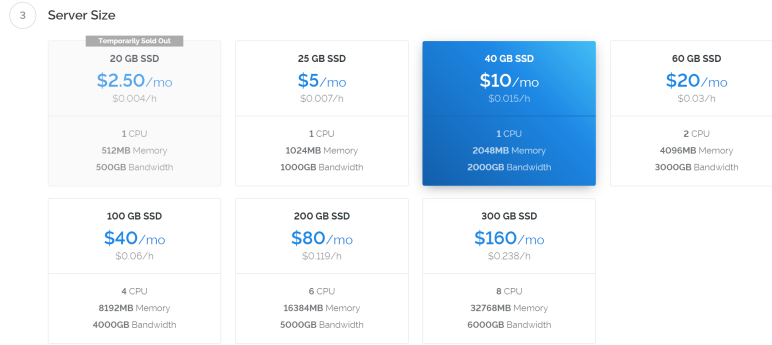 3 Server Size
Temporarily Sold Out
20 GB SSD
$2.50/mo
$0.004/h
1 CPU
512MB Memory
500GB Bandwidth
25 GB SSD
$5/mo
$0.007/h
1 CPU
1024MB Memory
1000GB Bandwidth
40 GB SSD
$10/mo
$0.015/h
1 CPU
2048MB Memory
2000GB Bandwidth
60 GB SSD
$20/mo
$0.03/h
2 CPU
4096MB Memory
3000GB Bandwidth
100 GB SSD
$40/mo
$0.06/h
4 CPU
8192MB Memory
4000GB Bandwidth
200 GB SSD
$80/mo
$0.119/h
6 CPU
16384MB Memory
5000GB Bandwidth
300 GB SSD
$160/mo
$0.238/h
8 CPU
32768MB Memory
6000GB Bandwidth